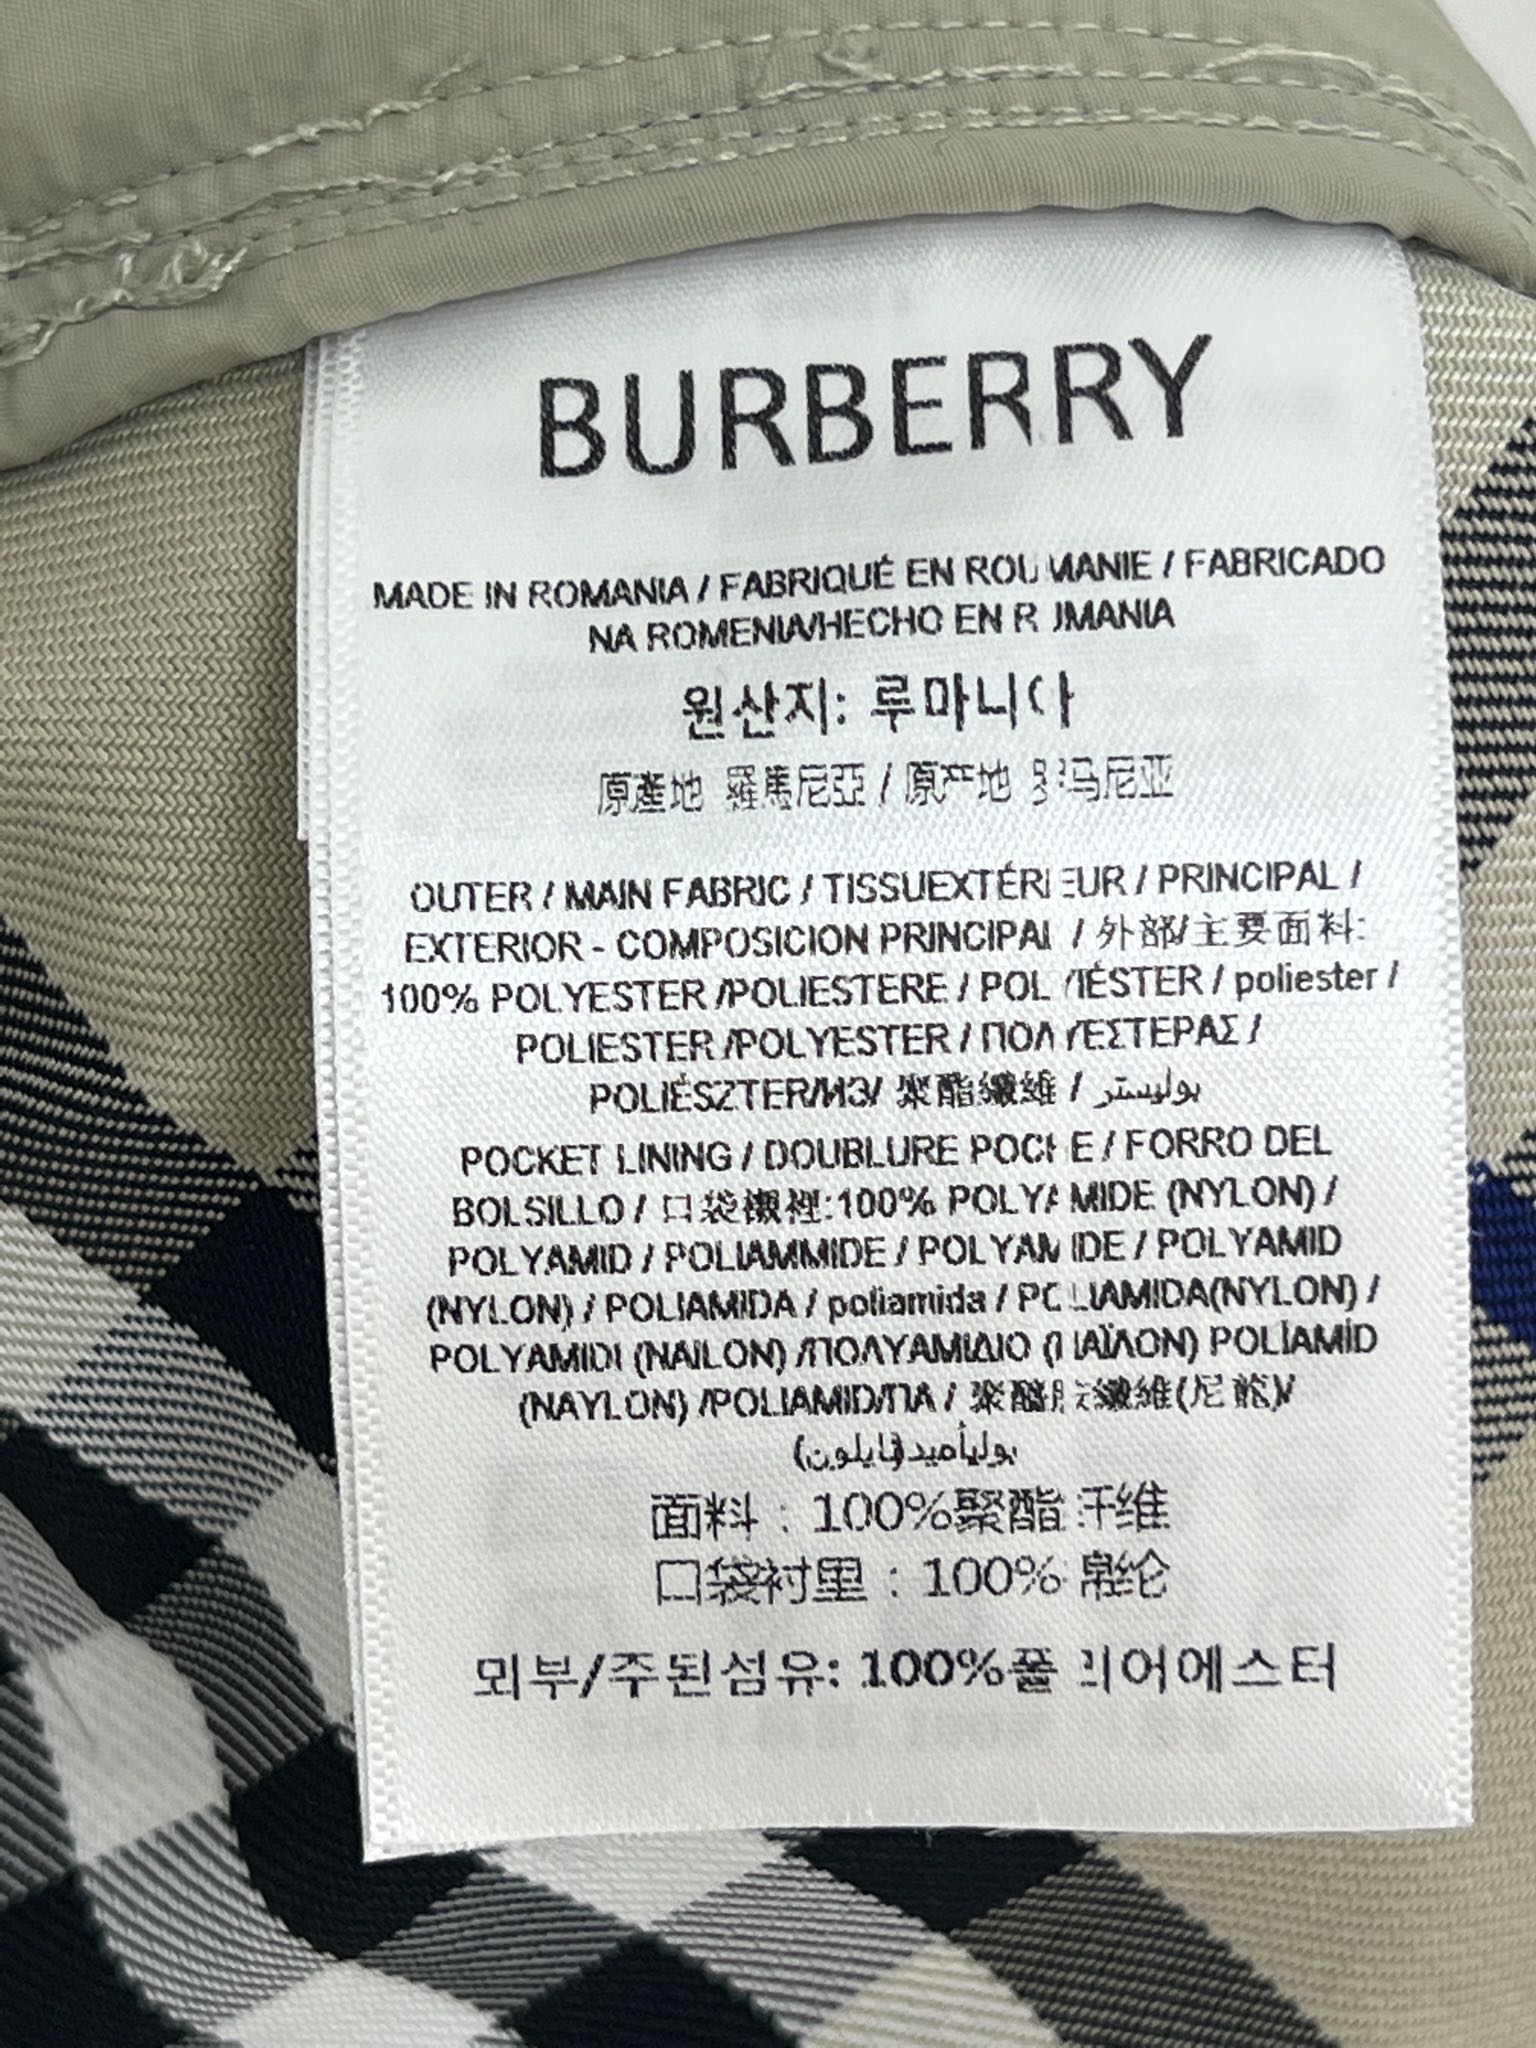 BURBERRY
MADE IN ROMANIA / FABRIQUÉ EN ROUMANIE / FABRICADO
NA ROMENIA/HECHO EN RUMANIA
원산지: 루마니아
原產地 羅馬尼亞 / 原产地 罗马尼亚
OUTER / MAIN FABRIC / TISSUEXTÉRIEUR / PRINCIPAL /
EXTERIOR - COMPOSICION PRINCIPAL / 外部/主要面料:
100% POLYESTER /POLIESTERE / POLYIÉSTER / poliester /
POLIESTER /POLYESTER / ΠΟΛΥΕΣΤΕΡΑΣ /
POLIÉSZTER/ИЗ/ 聚酯纖維 / بوليستر
POCKET LINING / DOUBLURE POCHE / FORRO DEL
BOLSILLO / 口袋襯裡:100% POLYAMIDE (NYLON) /
POLYAMID / POLIAMMIDE / POLYAMIDE / POLYAMID
(NYLON) / POLIAMIDA / poliamida / POLIAMIDA(NYLON) /
POLYAMIDI (NAILON) /ΠΟΛΥΑΜΙΔΙΟ (ΝΑΪΛΟΝ) POLİAMİD
(NAYLON) /POLIAMID/ПА / 聚醯胺纖維(尼龍)/
بولياميد(نايلون)
面料 : 100%聚酯纤维
口袋衬里 : 100% 锦纶
외부/주된섬유: 100%폴리어에스터